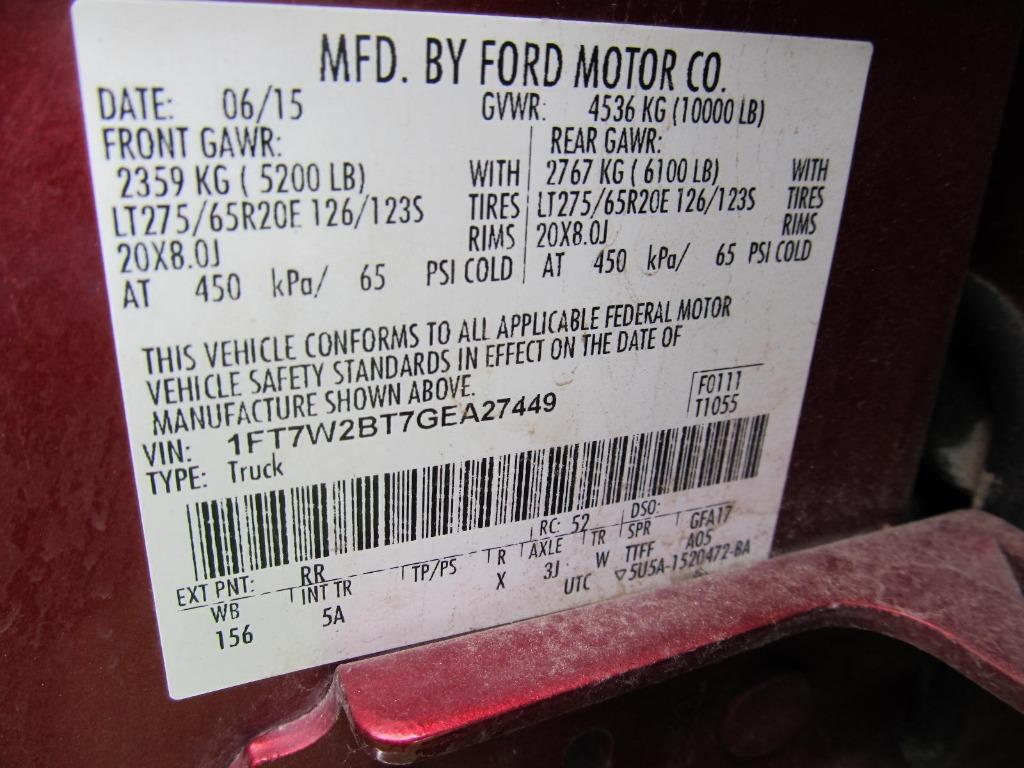 MFD. BY FORD MOTOR CO.
DATE: 06/15 GVWR: 4536 KG (10000 LB)
FRONT GAWR: REAR GAWR:
2359 KG ( 5200 LB) WITH 2767 KG ( 6100 LB) WITH
LT275/65R20E 126/123S TIRES LT275/65R20E 126/123S TIRES
20X8.0J RIMS 20X8.0J RIMS
AT 450 kPa/ 65 PSI COLD AT 450 kPa/ 65 PSI COLD
THIS VEHICLE CONFORMS TO ALL APPLICABLE FEDERAL MOTOR
VEHICLE SAFETY STANDARDS IN EFFECT ON THE DATE OF
MANUFACTURE SHOWN ABOVE.
VIN: 1FT7W2BT7GEA27449
F0111
T1055
TYPE: Truck
EXT PNT: RR RC: 52 DSO:
WB INT TR TP/PS R AXLE TR SPR GFA17
156 5A X 3J W TTFF A05
UTC ▽5U5A-1520472-BA